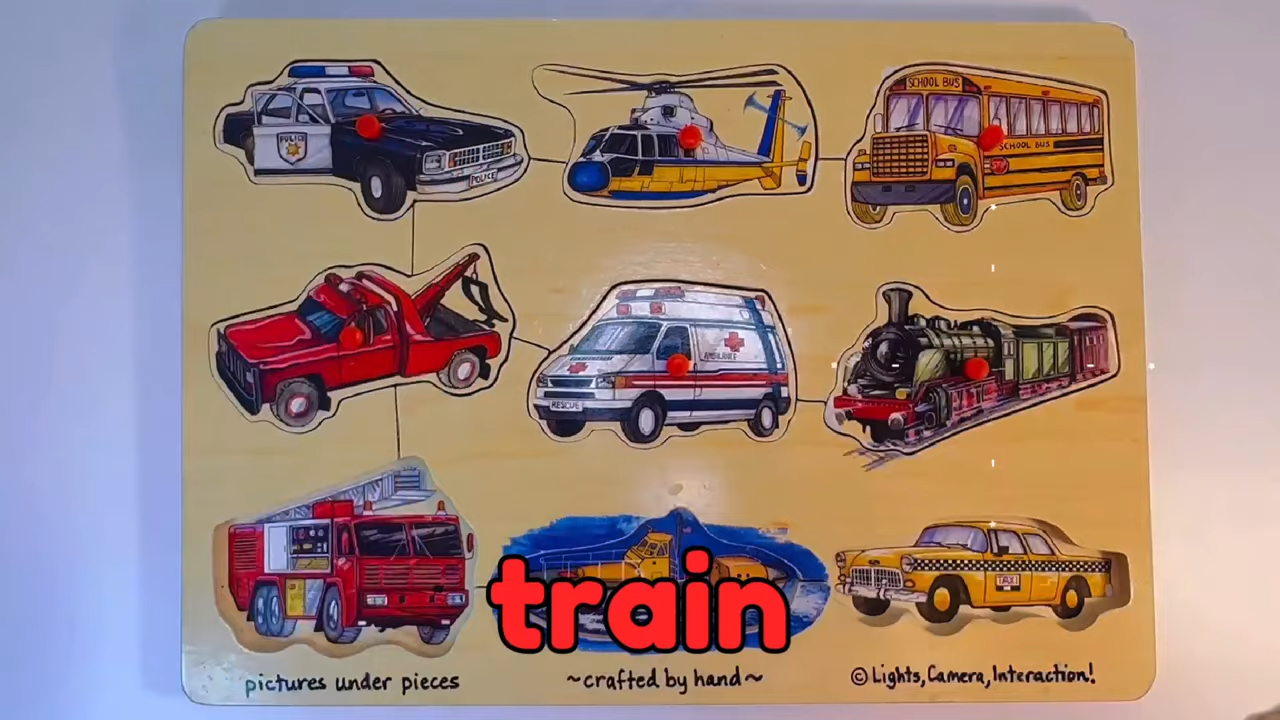 SCHOOL BUS
POLICE
SCHOOL BUS
STOP
POLICE
AMBULANCE
RESCUE
TAXI
train
pictures under pieces
~crafted by hand~
© Lights, Camera, Interaction!